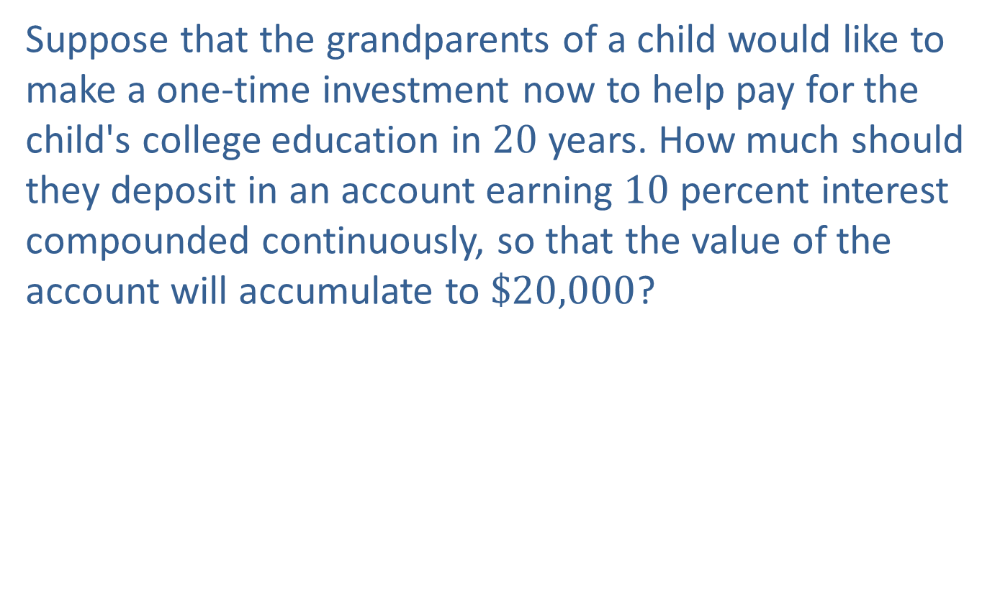 Suppose that the grandparents of a child would like to
make a one-time investment now to help pay for the
child's college education in 20 years. How much should
they deposit in an account earning 10 percent interest
compounded continuously, so that the value of the
account will accumulate to $20,000?